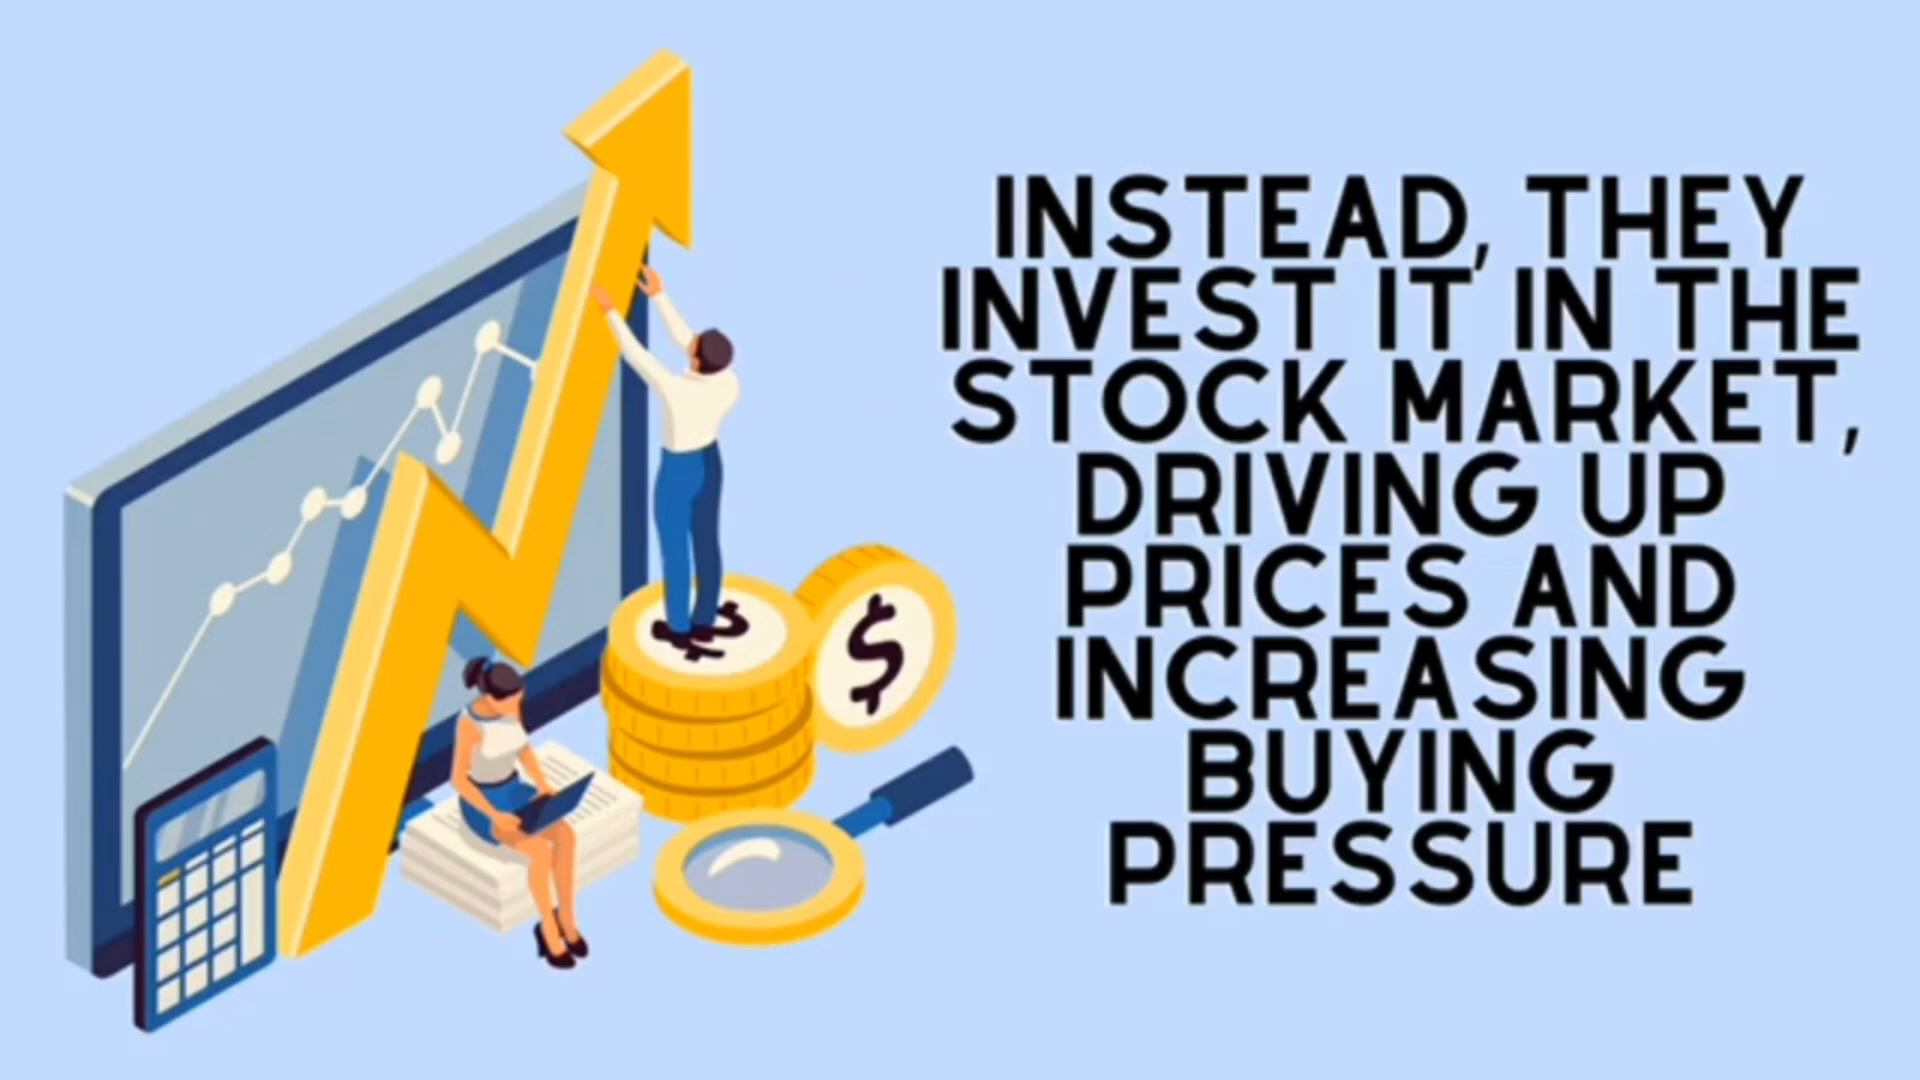 INSTEAD, THEY
INVEST IT IN THE
STOCK MARKET,
DRIVING UP
PRICES AND
INCREASING
BUYING
PRESSURE
$